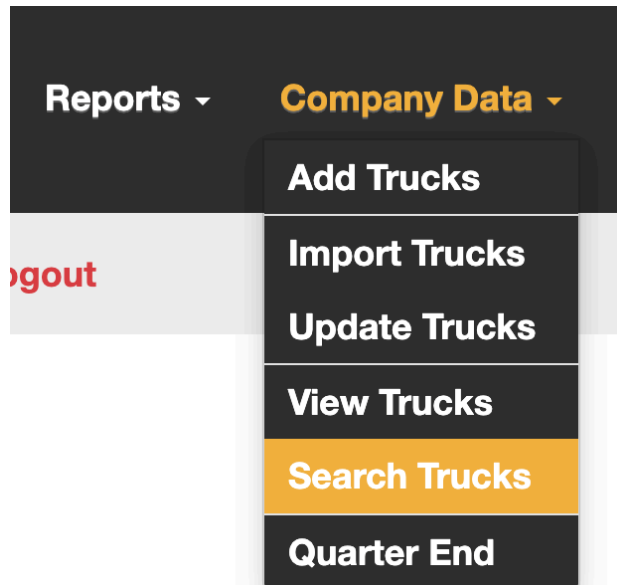 Reports
Company Data
Add Trucks
ogout
Import Trucks
Update Trucks
View Trucks
Search Trucks
Quarter End